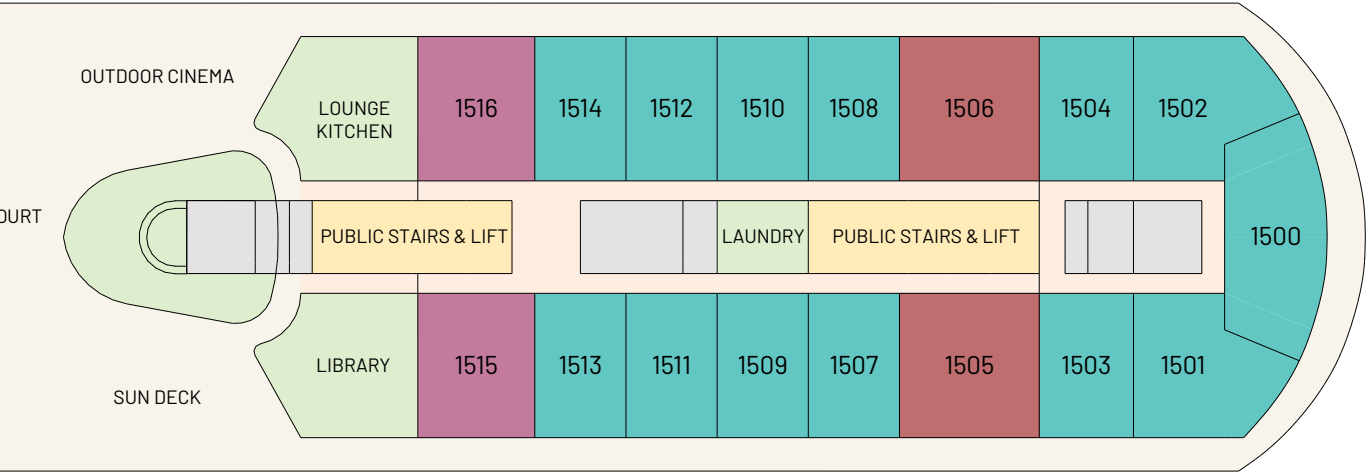 OUTDOOR CINEMA
LOUNGE
KITCHEN
1516
1514
1512
1510
1508
1506
1504
1502
OURT
PUBLIC STAIRS & LIFT
LAUNDRY
PUBLIC STAIRS & LIFT
1500
LIBRARY
1515
1513
1511
1509
1507
1505
1503
1501
SUN DECK